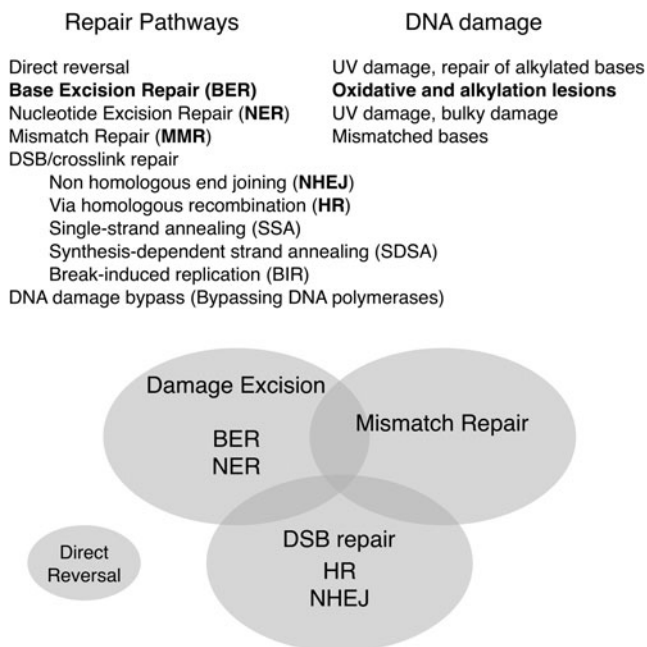 Repair Pathways DNA damage
Direct reversal UV damage, repair of alkylated bases
Base Excision Repair (BER) Oxidative and alkylation lesions
Nucleotide Excision Repair (NER) UV damage, bulky damage
Mismatch Repair (MMR) Mismatched bases
DSB/crosslink repair
Non homologous end joining (NHEJ)
Via homologous recombination (HR)
Single-strand annealing (SSA)
Synthesis-dependent strand annealing (SDSA)
Break-induced replication (BIR)
DNA damage bypass (Bypassing DNA polymerases)
Damage Excision
BER
NER
Mismatch Repair
DSB repair
HR
NHEJ
Direct
Reversal